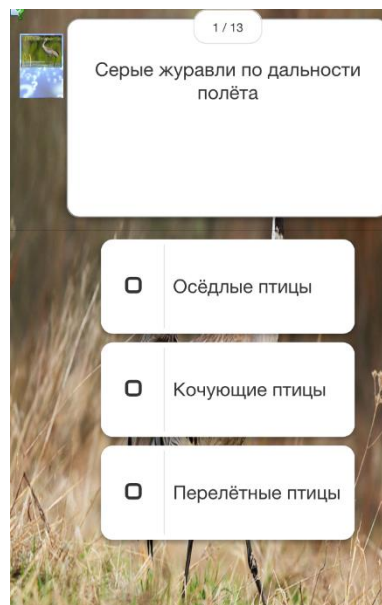 1 / 13
Серые журавли по дальности
полёта
Осёдлые птицы
Кочующие птицы
Перелётные птицы